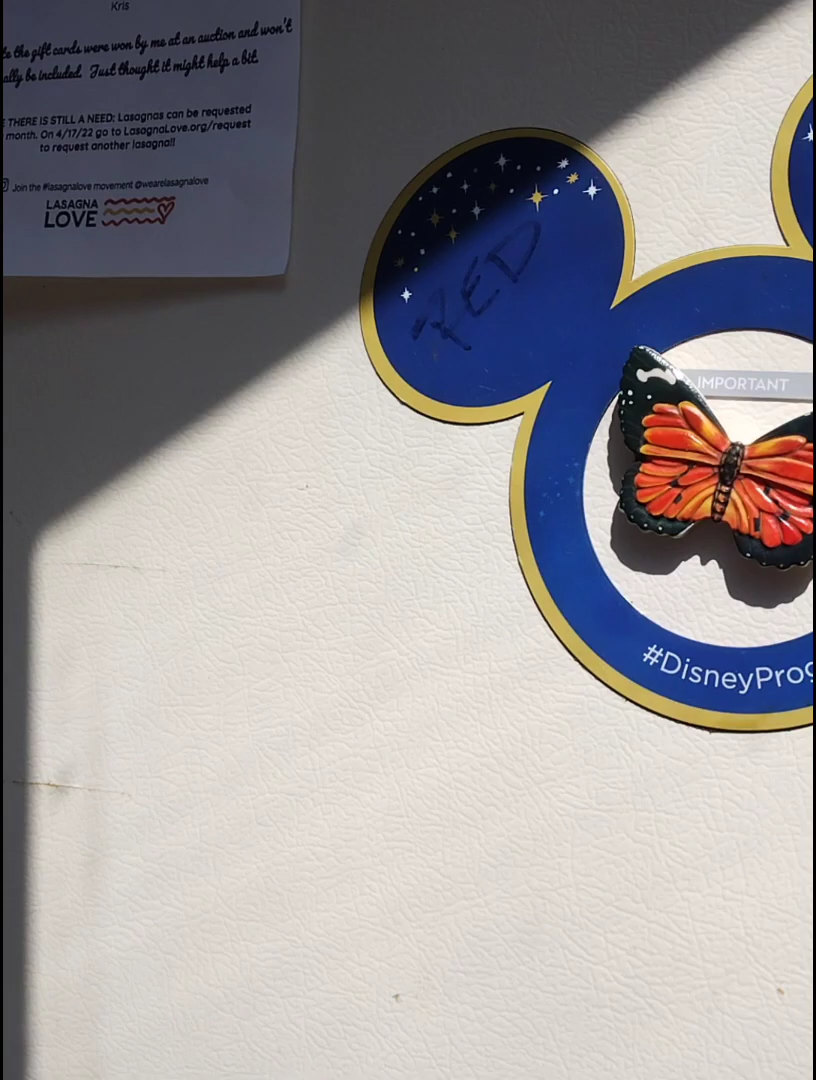 Kris
te the gift cards were won by me at an auction and won't
ally be included. Just thought it might help a bit.
E THERE IS STILL A NEED: Lasagnas can be requested
month. On 4/17/22 go to LasagnaLove.org/request
to request another lasagna!!
Join the #lasagnalove movement @wearelasagnalove
LASAGNA
LOVE
RED
IMPORTANT
#DisneyProg